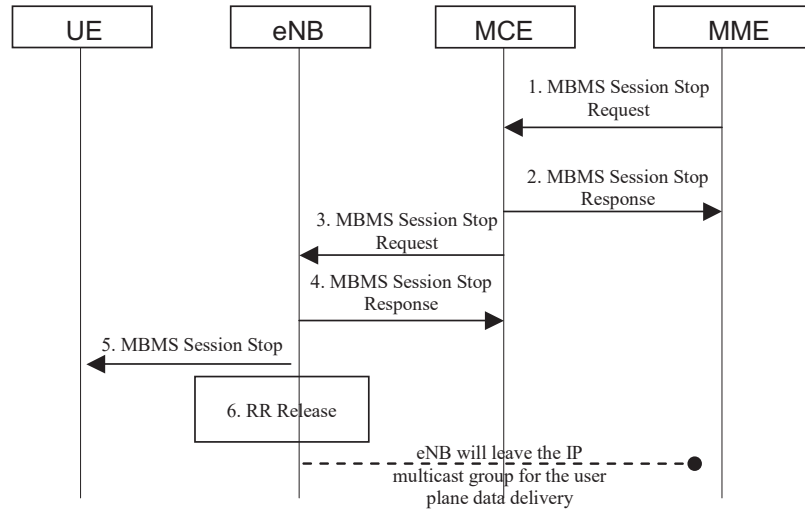 UE
eNB
MCE
MME
1. MBMS Session Stop
Request
2. MBMS Session Stop
Response
3. MBMS Session Stop
Request
4. MBMS Session Stop
Response
5. MBMS Session Stop
6. RR Release
eNB will leave the IP
multicast group for the user
plane data delivery